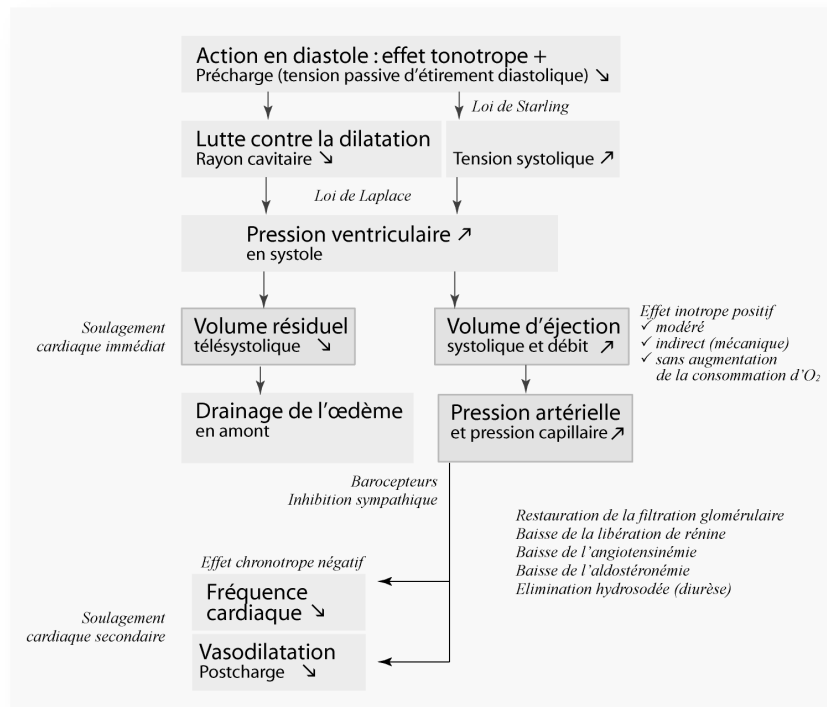 Action en diastole : effet tonotrope +
Précharge (tension passive d'étirement diastolique) ↘
Loi de Starling
Lutte contre la dilatation
Rayon cavitaire ↘
Tension systolique ↗
Loi de Laplace
Pression ventriculaire ↗
en systole
Soulagement
cardiaque immédiat
Volume résiduel
télésystolique ↘
Volume d'éjection
systolique et débit ↗
Effet inotrope positif
✓ modéré
✓ indirect (mécanique)
✓ sans augmentation
de la consommation d'O₂
Drainage de l'œdème
en amont
Pression artérielle
et pression capillaire ↗
Barocepteurs
Inhibition sympathique
Restauration de la filtration glomérulaire
Baisse de la libération de rénine
Baisse de l'angiotensinémie
Baisse de l'aldostéronémie
Elimination hydrosodée (diurèse)
Effet chronotrope négatif
Fréquence
cardiaque ↘
Soulagement
cardiaque secondaire
Vasodilatation
Postcharge ↘